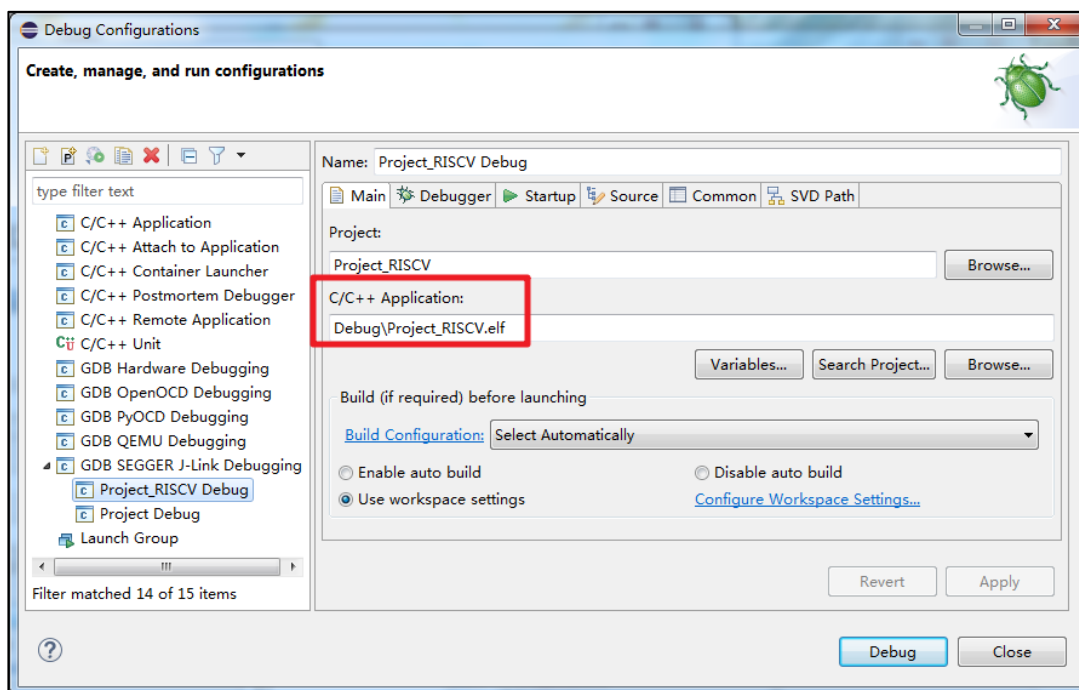 Debug Configurations
Create, manage, and run configurations
type filter text
C/C++ Application
C/C++ Attach to Application
C/C++ Container Launcher
C/C++ Postmortem Debugger
C/C++ Remote Application
C/C++ Unit
GDB Hardware Debugging
GDB OpenOCD Debugging
GDB PyOCD Debugging
GDB QEMU Debugging
GDB SEGGER J-Link Debugging
Project_RISCV Debug
Project Debug
Launch Group
Filter matched 14 of 15 items
Name: Project_RISCV Debug
Main Debugger Startup Source Common SVD Path
Project:
Project_RISCV Browse...
C/C++ Application:
Debug\Project_RISCV.elf
Variables... Search Project... Browse...
Build (if required) before launching
Build Configuration: Select Automatically
Enable auto build Disable auto build
Use workspace settings Configure Workspace Settings...
Revert Apply
Debug Close